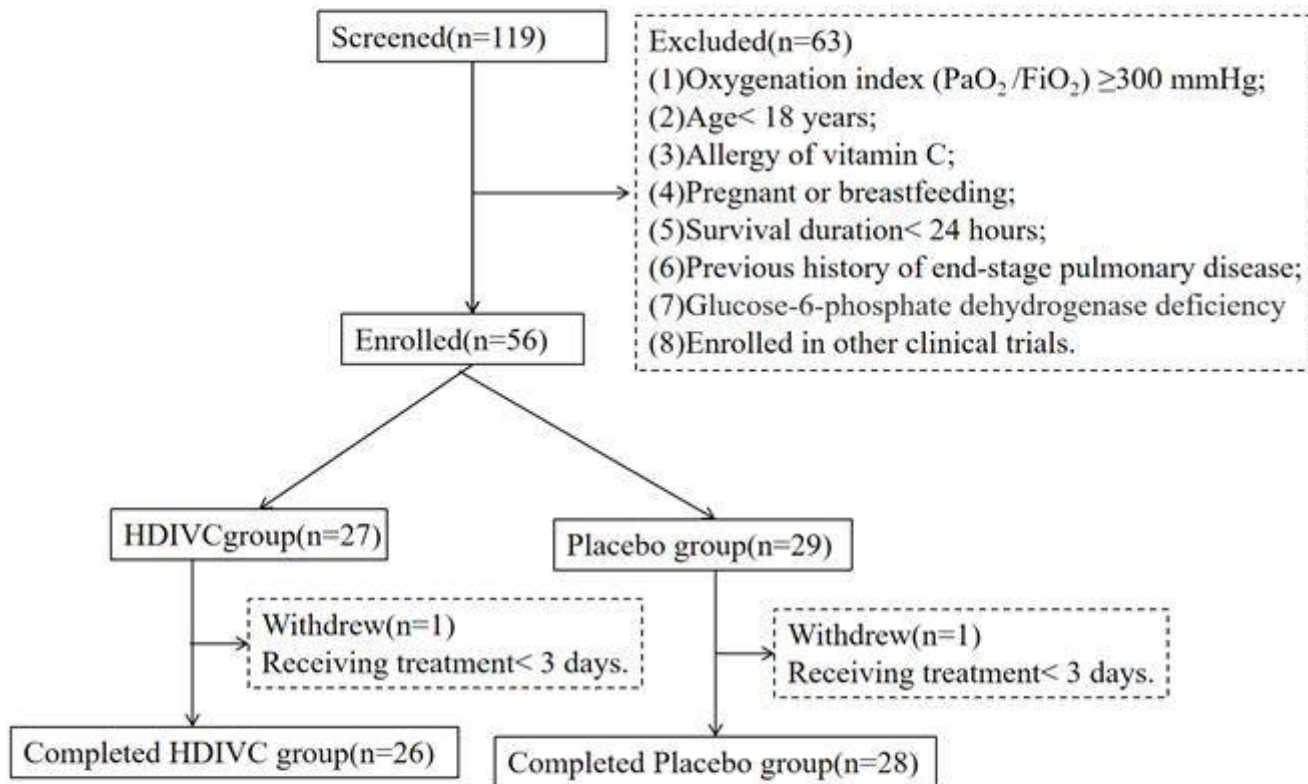 Screened(n=119)
Excluded(n=63)
(1)Oxygenation index (PaO₂/FiO₂) ≥300 mmHg;
(2)Age< 18 years;
(3)Allergy of vitamin C;
(4)Pregnant or breastfeeding;
(5)Survival duration< 24 hours;
(6)Previous history of end-stage pulmonary disease;
(7)Glucose-6-phosphate dehydrogenase deficiency
(8)Enrolled in other clinical trials.
Enrolled(n=56)
HDIVCgroup(n=27)
Placebo group(n=29)
Withdrew(n=1)
Receiving treatment< 3 days.
Withdrew(n=1)
Receiving treatment< 3 days.
Completed HDIVC group(n=26)
Completed Placebo group(n=28)